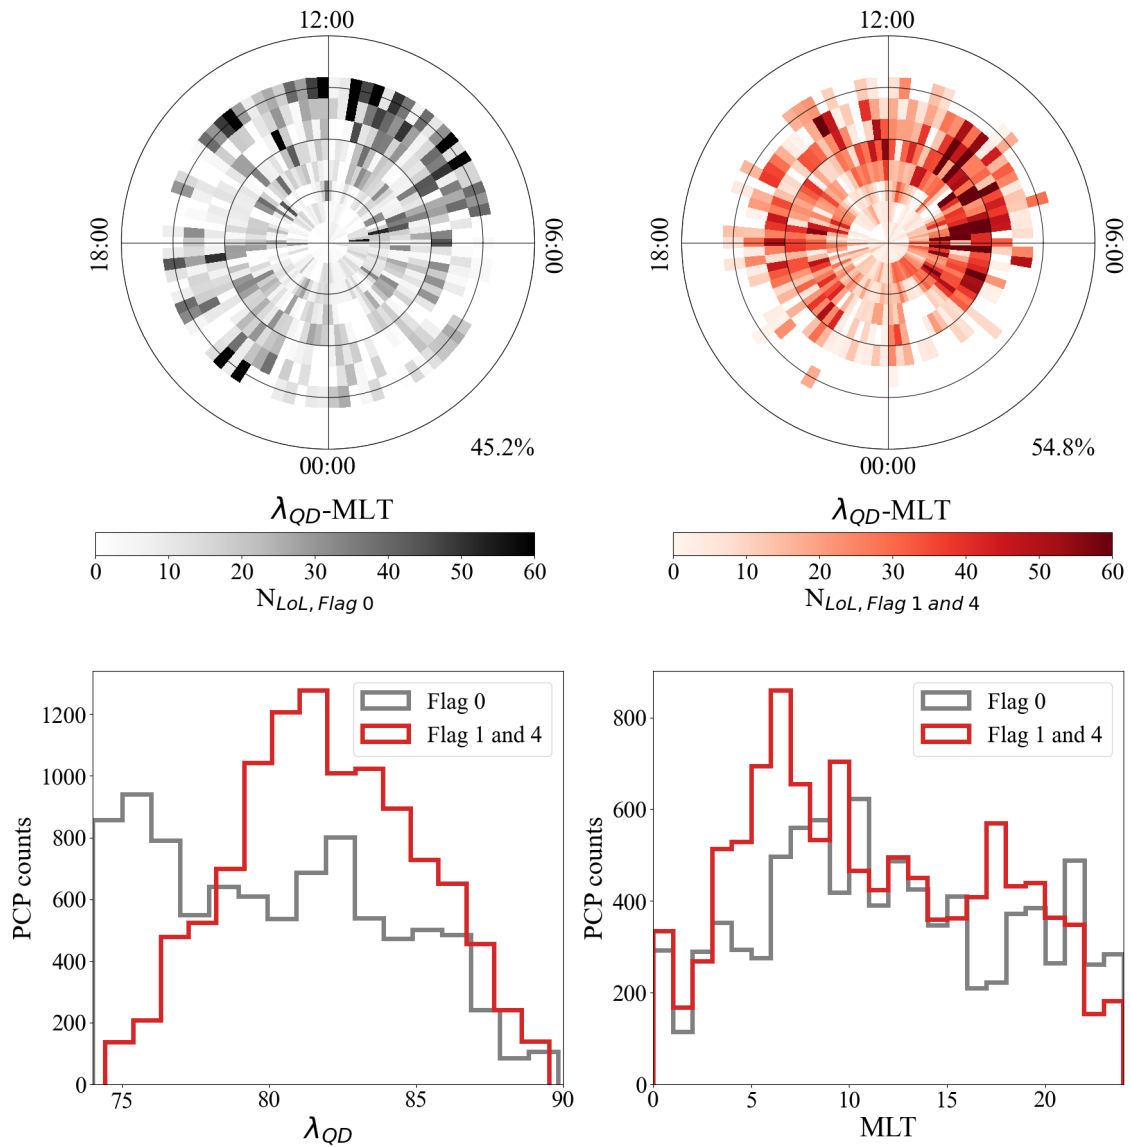 12:00
12:00
18:00
06:00
18:00
06:00
45.2%
54.8%
00:00
00:00
λQD-MLT
λQD-MLT
0 10 20 30 40 50 60
0 10 20 30 40 50 60
NLoL, Flag 0
NLoL, Flag 1 and 4
PCP counts
1200
1000
800
600
400
200
0
Flag 0
Flag 1 and 4
75 80 85 90
λQD
PCP counts
800
600
400
200
0
Flag 0
Flag 1 and 4
0 5 10 15 20
MLT